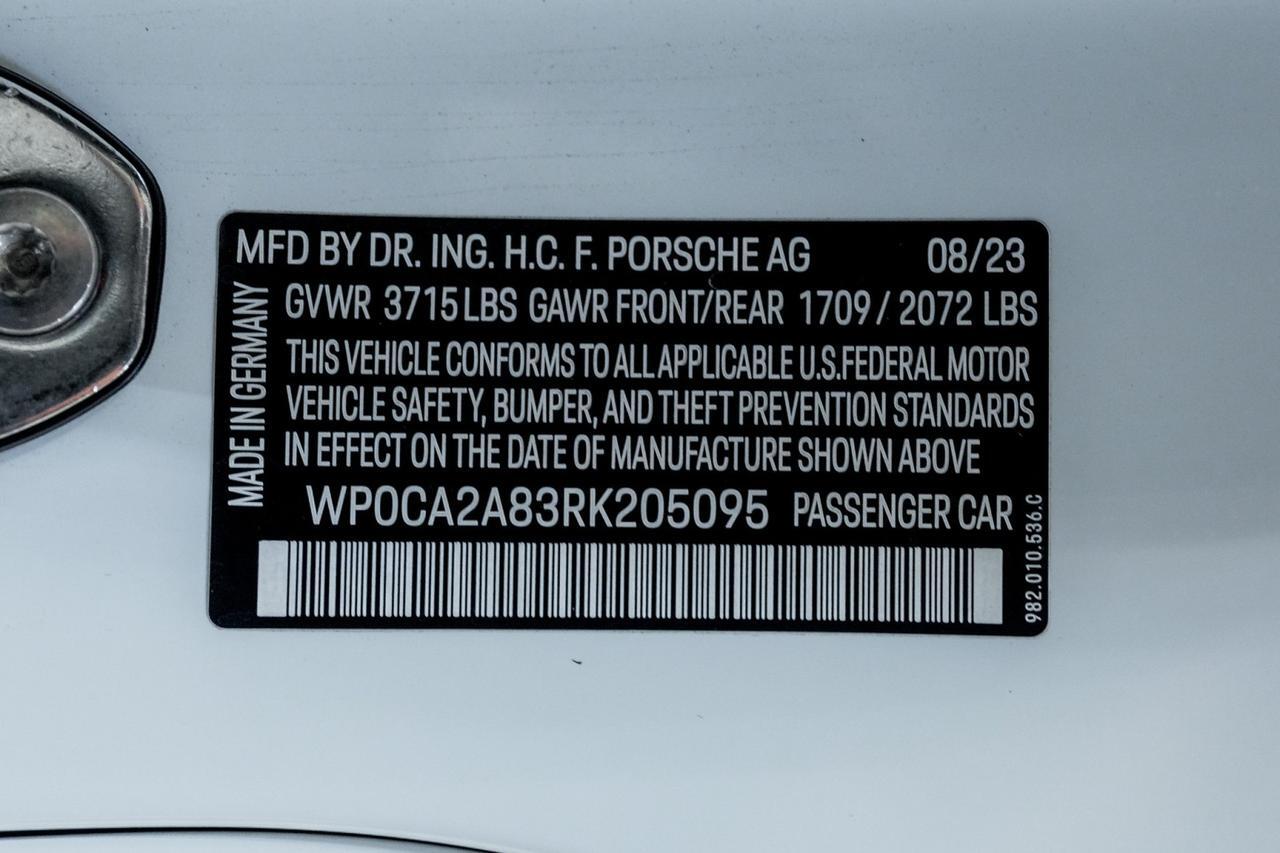 MFD BY DR. ING. H.C. F. PORSCHE AG 08/23
GVWR 3715 LBS GAWR FRONT/REAR 1709 / 2072 LBS
MADE IN GERMANY
THIS VEHICLE CONFORMS TO ALL APPLICABLE U.S.FEDERAL MOTOR
VEHICLE SAFETY, BUMPER, AND THEFT PREVENTION STANDARDS
IN EFFECT ON THE DATE OF MANUFACTURE SHOWN ABOVE
WP0CA2A83RK205095 PASSENGER CAR
982.010.536.C